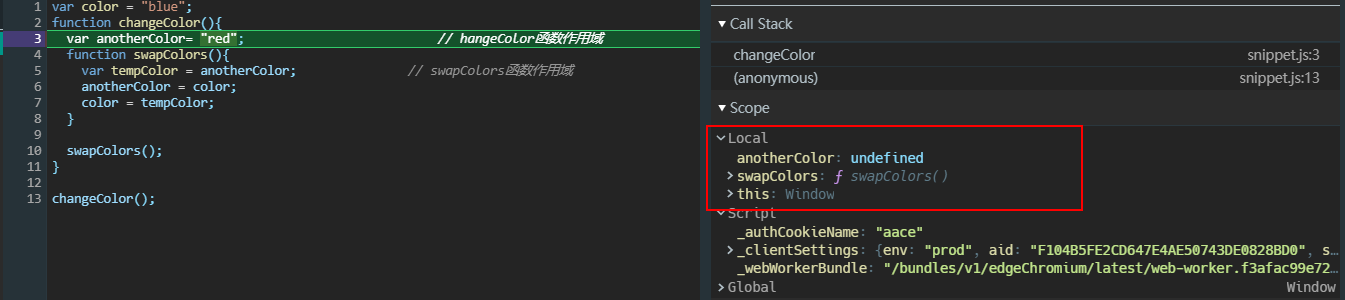 1 var color = "blue";
2 function changeColor(){
3 var anotherColor= "red"; // hangeColor函数作用域
4 function swapColors(){
5 var tempColor = anotherColor; // swapColors函数作用域
6 anotherColor = color;
7 color = tempColor;
8 }
9
10 swapColors();
11 }
12
13 changeColor();
Call Stack
changeColor snippet.js:3
(anonymous) snippet.js:13
Scope
Local
anotherColor: undefined
swapColors: ƒ swapColors()
this: Window
Script
_authCookieName: "aace"
_clientSettings: {env: "prod", aid: "F104B5FE2CD647E4AE50743DE0828BD0", s…
_webWorkerBundle: "/bundles/v1/edgeChromium/latest/web-worker.f3afac99e72…
Global Window